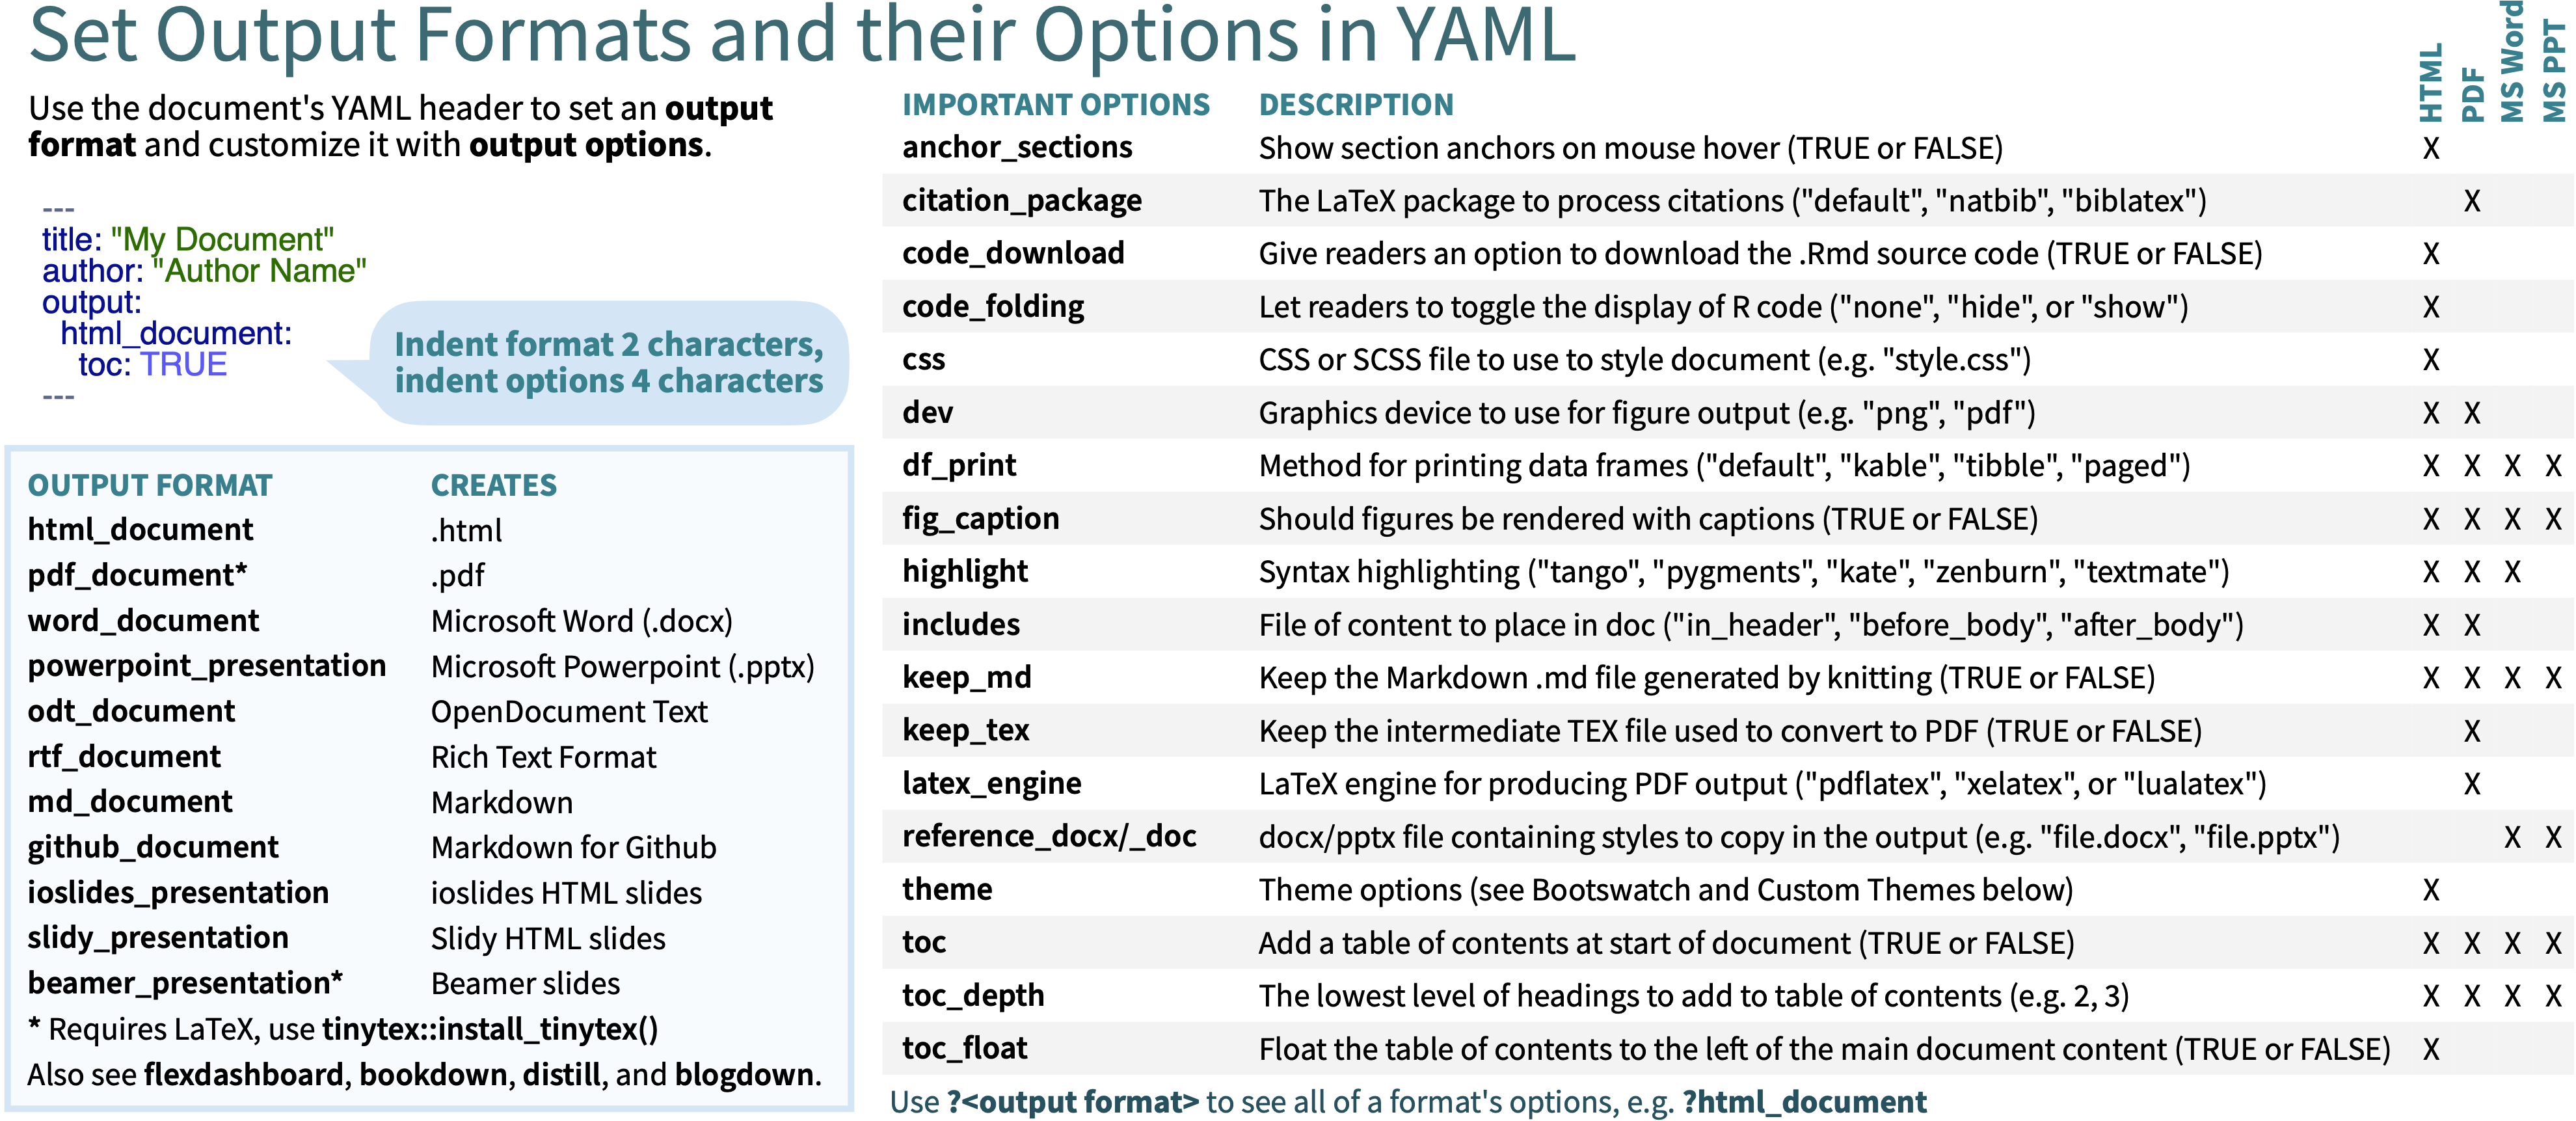 Set Output Formats and their Options in YAML
Use the document's YAML header to set an output
format and customize it with output options.
---
title: "My Document"
author: "Author Name"
output:
  html_document:
    toc: TRUE
---
Indent format 2 characters,
indent options 4 characters
OUTPUT FORMAT CREATES
html_document .html
pdf_document* .pdf
word_document Microsoft Word (.docx)
powerpoint_presentation Microsoft Powerpoint (.pptx)
odt_document OpenDocument Text
rtf_document Rich Text Format
md_document Markdown
github_document Markdown for Github
ioslides_presentation ioslides HTML slides
slidy_presentation Slidy HTML slides
beamer_presentation* Beamer slides
* Requires LaTeX, use tinytex::install_tinytex()
Also see flexdashboard, bookdown, distill, and blogdown.
IMPORTANT OPTIONS DESCRIPTION HTML PDF MS Word MS PPT
anchor_sections Show section anchors on mouse hover (TRUE or FALSE) X
citation_package The LaTeX package to process citations ("default", "natbib", "biblatex") X
code_download Give readers an option to download the .Rmd source code (TRUE or FALSE) X
code_folding Let readers to toggle the display of R code ("none", "hide", or "show") X
css CSS or SCSS file to use to style document (e.g. "style.css") X
dev Graphics device to use for figure output (e.g. "png", "pdf") X X
df_print Method for printing data frames ("default", "kable", "tibble", "paged") X X X X
fig_caption Should figures be rendered with captions (TRUE or FALSE) X X X X
highlight Syntax highlighting ("tango", "pygments", "kate", "zenburn", "textmate") X X X
includes File of content to place in doc ("in_header", "before_body", "after_body") X X
keep_md Keep the Markdown .md file generated by knitting (TRUE or FALSE) X X X X
keep_tex Keep the intermediate TEX file used to convert to PDF (TRUE or FALSE) X
latex_engine LaTeX engine for producing PDF output ("pdflatex", "xelatex", or "lualatex") X
reference_docx/_doc docx/pptx file containing styles to copy in the output (e.g. "file.docx", "file.pptx") X X
theme Theme options (see Bootswatch and Custom Themes below) X
toc Add a table of contents at start of document (TRUE or FALSE) X X X X
toc_depth The lowest level of headings to add to table of contents (e.g. 2, 3) X X X X
toc_float Float the table of contents to the left of the main document content (TRUE or FALSE) X
Use ?<output format> to see all of a format's options, e.g. ?html_document